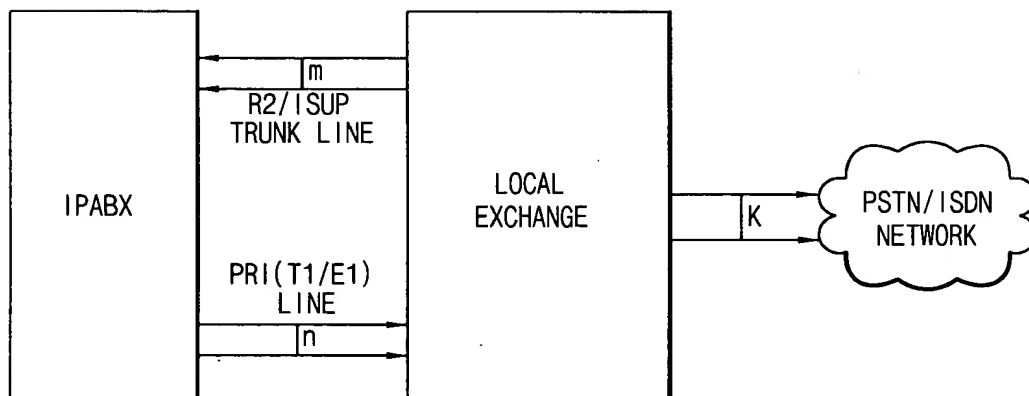 IPABX
m
R2/ISUP
TRUNK LINE
PRI(T1/E1)
LINE
n
LOCAL
EXCHANGE
K
PSTN/ISDN
NETWORK